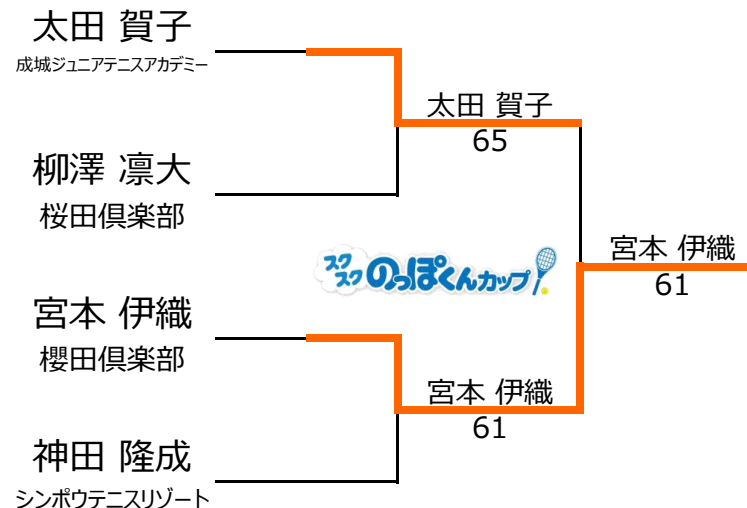 太田 賀子
成城ジュニアテニスアカデミー
柳澤 凛大
桜田倶楽部
宮本 伊織
櫻田倶楽部
神田 隆成
シンポウテニスリゾート
太田 賀子
65
スクスク のっぽくんカップ
宮本 伊織
61
宮本 伊織
61